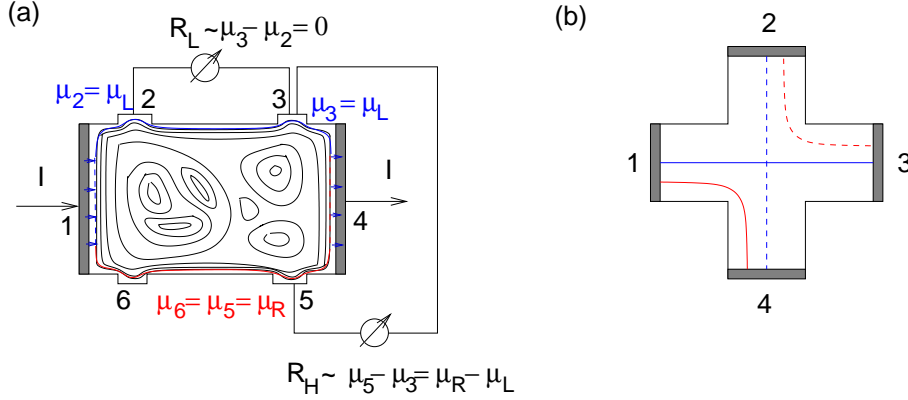 (a)
R_L ~ μ_3 − μ_2 = 0
μ_2 = μ_L
2
3
μ_3 = μ_L
I
I
1
4
6
5
μ_6 = μ_5 = μ_R
R_H ~ μ_5 − μ_3 = μ_R − μ_L
(b)
2
1
3
4